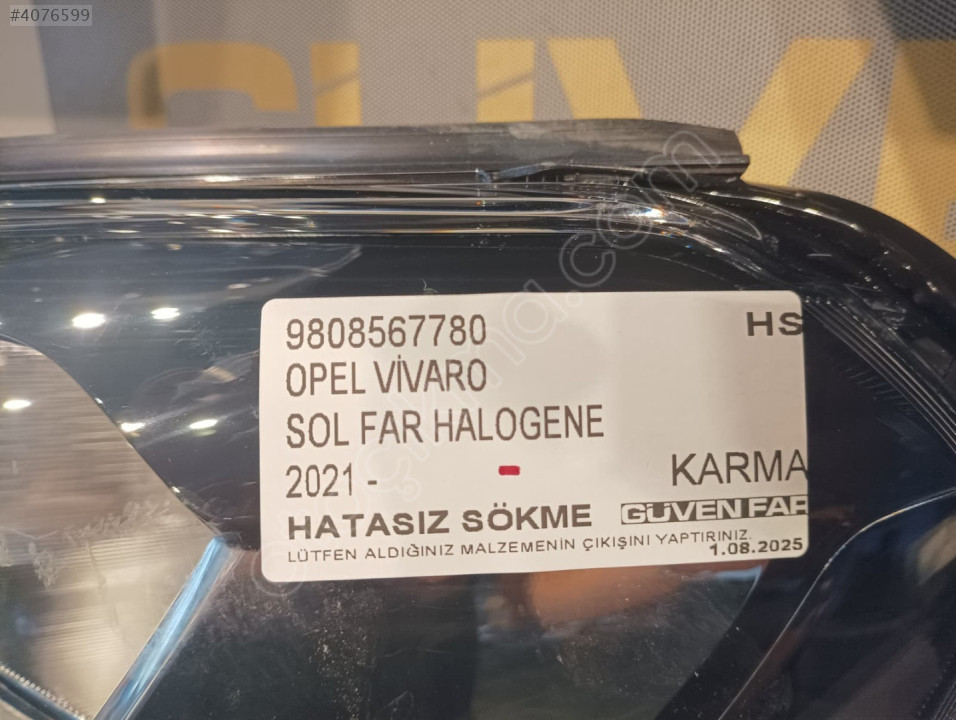 #4076599
9808567780 HS
OPEL VİVARO
SOL FAR HALOGENE
2021 - - KARMA
HATASIZ SÖKME GÜVEN FAR
LÜTFEN ALDIĞINIZ MALZEMENİN ÇIKIŞINI YAPTIRINIZ.
1.08.2025